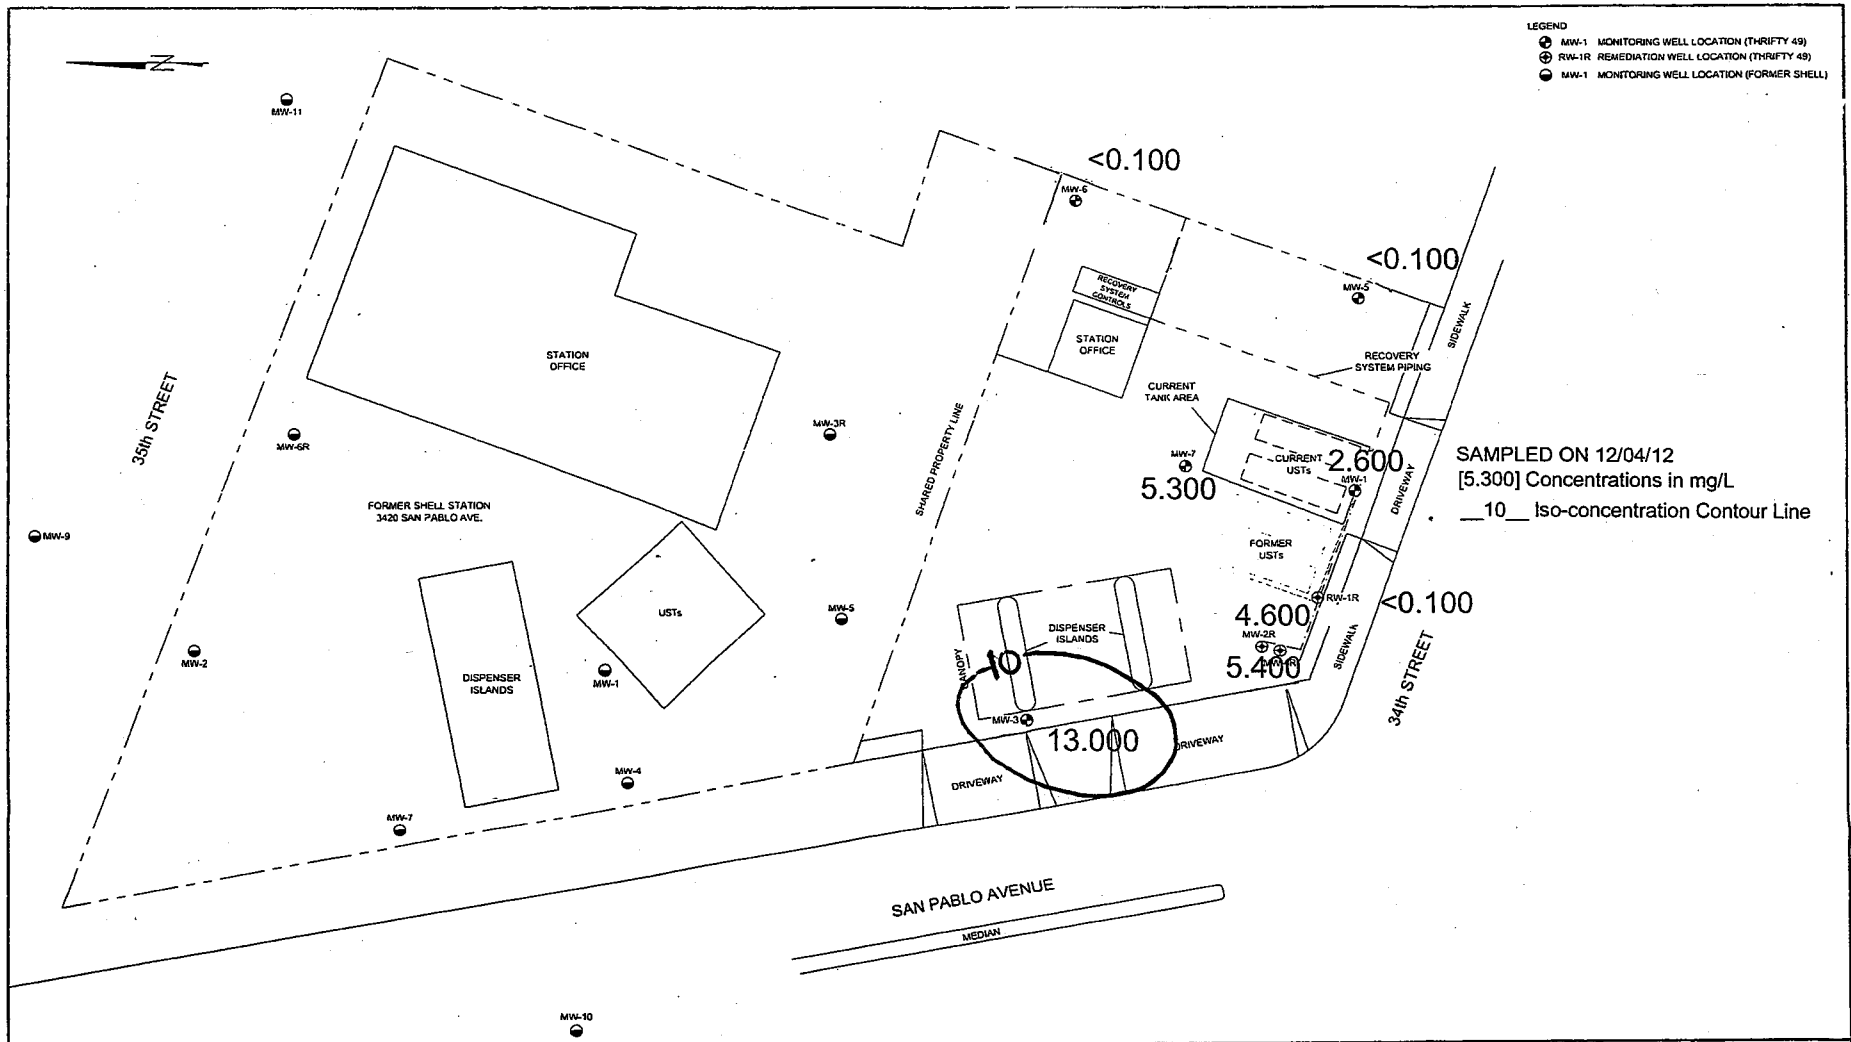 LEGEND
MW-1 MONITORING WELL LOCATION (THRIFTY 49)
RW-1R REMEDIATION WELL LOCATION (THRIFTY 49)
MW-1 MONITORING WELL LOCATION (FORMER SHELL)
N
MW-11
<0.100
MW-6
<0.100
MW-5
RECOVERY
SYSTEM
CONTROLS
STATION
OFFICE
STATION
OFFICE
SIDEWALK
RECOVERY
SYSTEM PIPING
CURRENT
TANK AREA
35th STREET
MW-6R
MW-3R
SHARED PROPERTY LINE
MW-7
5.300
CURRENT
USTs
2.600
MW-1
DRIVEWAY
SAMPLED ON 12/04/12
[5.300] Concentrations in mg/L
__10__ Iso-concentration Contour Line
FORMER SHELL STATION
3420 SAN PABLO AVE.
MW-9
FORMER
USTs
RW-1R
<0.100
4.600
MW-2R
5.400
SIDEWALK
34th STREET
USTs
MW-5
DISPENSER
ISLANDS
CANOPY
10
MW-2
MW-1
DISPENSER
ISLANDS
MW-3
13.000
DRIVEWAY
DRIVEWAY
MW-4
MW-7
SAN PABLO AVENUE
MEDIAN
MW-10